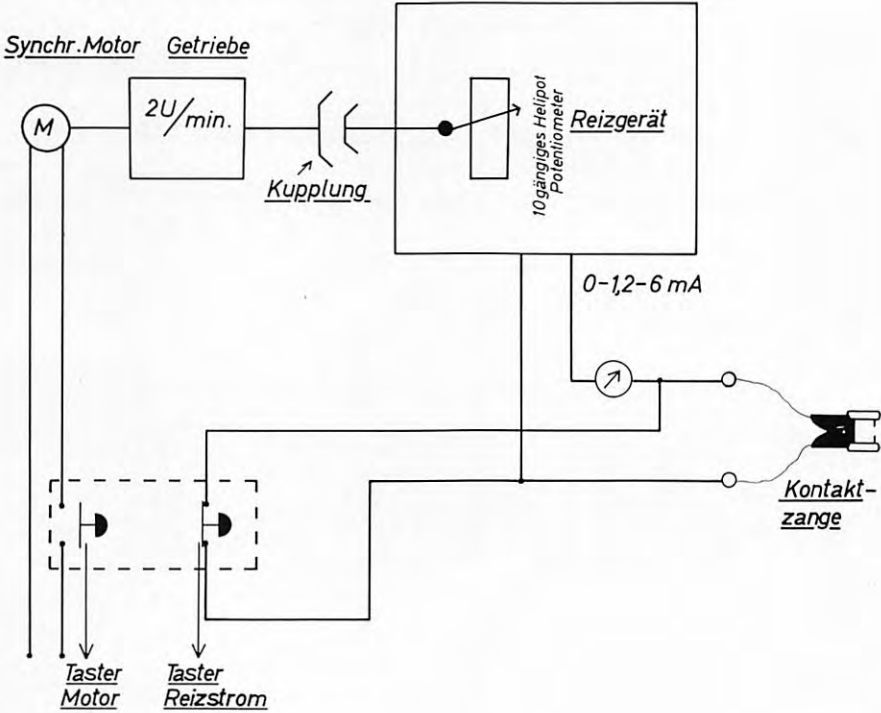 Synchr.Motor
Getriebe
M
2U/min.
Kupplung
10gängiges Helipot
Potentiometer
Reizgerät
0-1,2-6 mA
Kontakt-
zange
Taster
Motor
Taster
Reizstrom